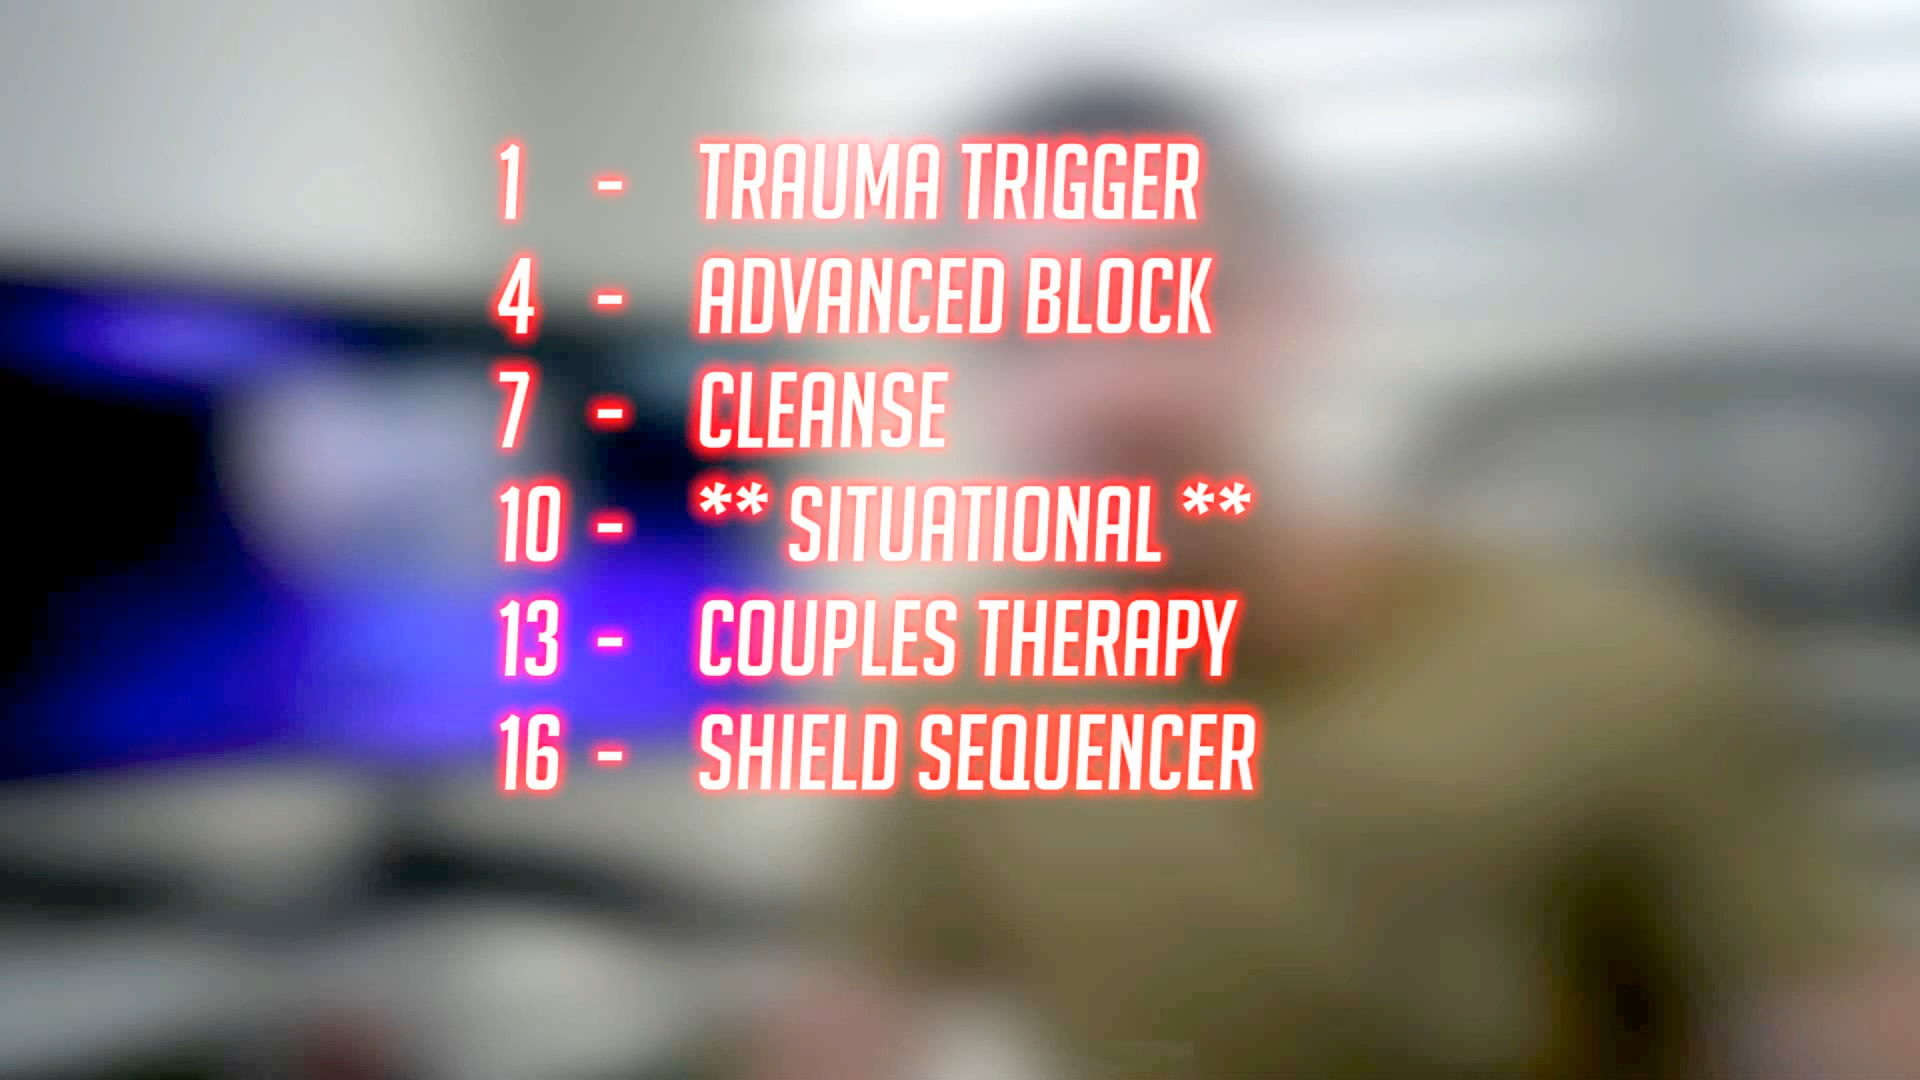 1 - TRAUMA TRIGGER
4 - ADVANCED BLOCK
7 - CLEANSE
10 - ** SITUATIONAL **
13 - COUPLES THERAPY
16 - SHIELD SEQUENCER